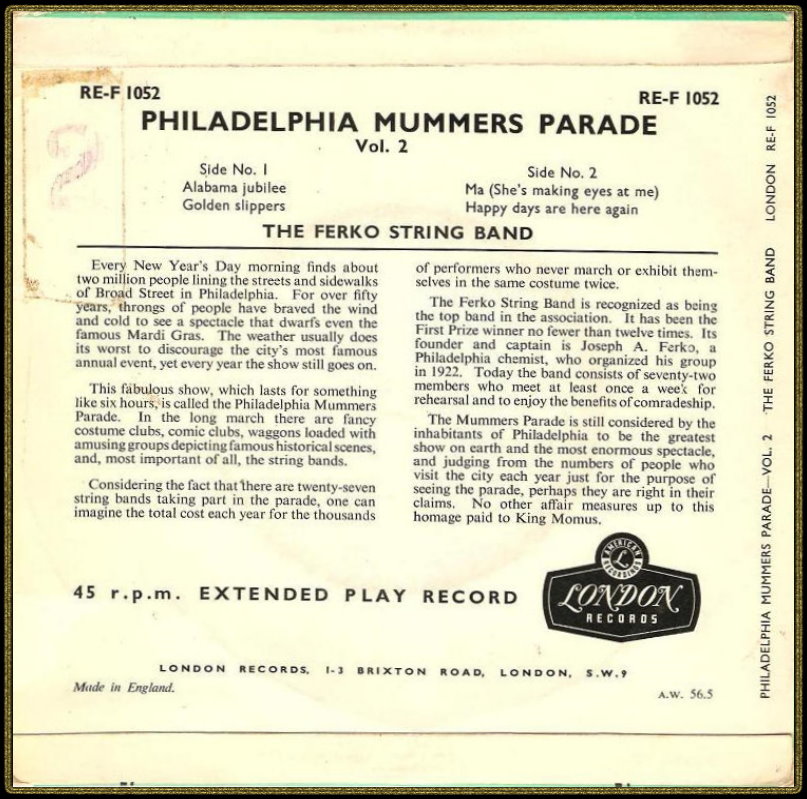 RE-F 1052
RE-F 1052
PHILADELPHIA MUMMERS PARADE
Vol. 2
2
Side No. 1
Alabama jubilee
Golden slippers
Side No. 2
Ma (She's making eyes at me)
Happy days are here again
THE FERKO STRING BAND
Every New Year's Day morning finds about
two million people lining the streets and sidewalks
of Broad Street in Philadelphia. For over fifty
years, throngs of people have braved the wind
and cold to see a spectacle that dwarfs even the
famous Mardi Gras. The weather usually does
its worst to discourage the city's most famous
annual event, yet every year the show still goes on.
This fabulous show, which lasts for something
like six hours, is called the Philadelphia Mummers
Parade. In the long march there are fancy
costume clubs, comic clubs, waggons loaded with
amusing groups depicting famous historical scenes,
and, most important of all, the string bands.
Considering the fact that there are twenty-seven
string bands taking part in the parade, one can
imagine the total cost each year for the thousands
of performers who never march or exhibit them-
selves in the same costume twice.
The Ferko String Band is recognized as being
the top band in the association. It has been the
First Prize winner no fewer than twelve times. Its
founder and captain is Joseph A. Ferko, a
Philadelphia chemist, who organized his group
in 1922. Today the band consists of seventy-two
members who meet at least once a week for
rehearsal and to enjoy the benefits of comradeship.
The Mummers Parade is still considered by the
inhabitants of Philadelphia to be the greatest
show on earth and the most enormous spectacle,
and judging from the numbers of people who
visit the city each year just for the purpose of
seeing the parade, perhaps they are right in their
claims. No other affair measures up to this
homage paid to King Momus.
45 r.p.m. EXTENDED PLAY RECORD
AMERICAN
L
RECORDINGS
LONDON
RECORDS
LONDON RECORDS, 1-3 BRIXTON ROAD, LONDON, S.W.9
Made in England.
A.W. 56.5
PHILADELPHIA MUMMERS PARADE—VOL. 2 THE FERKO STRING BAND LONDON RE-F 1052